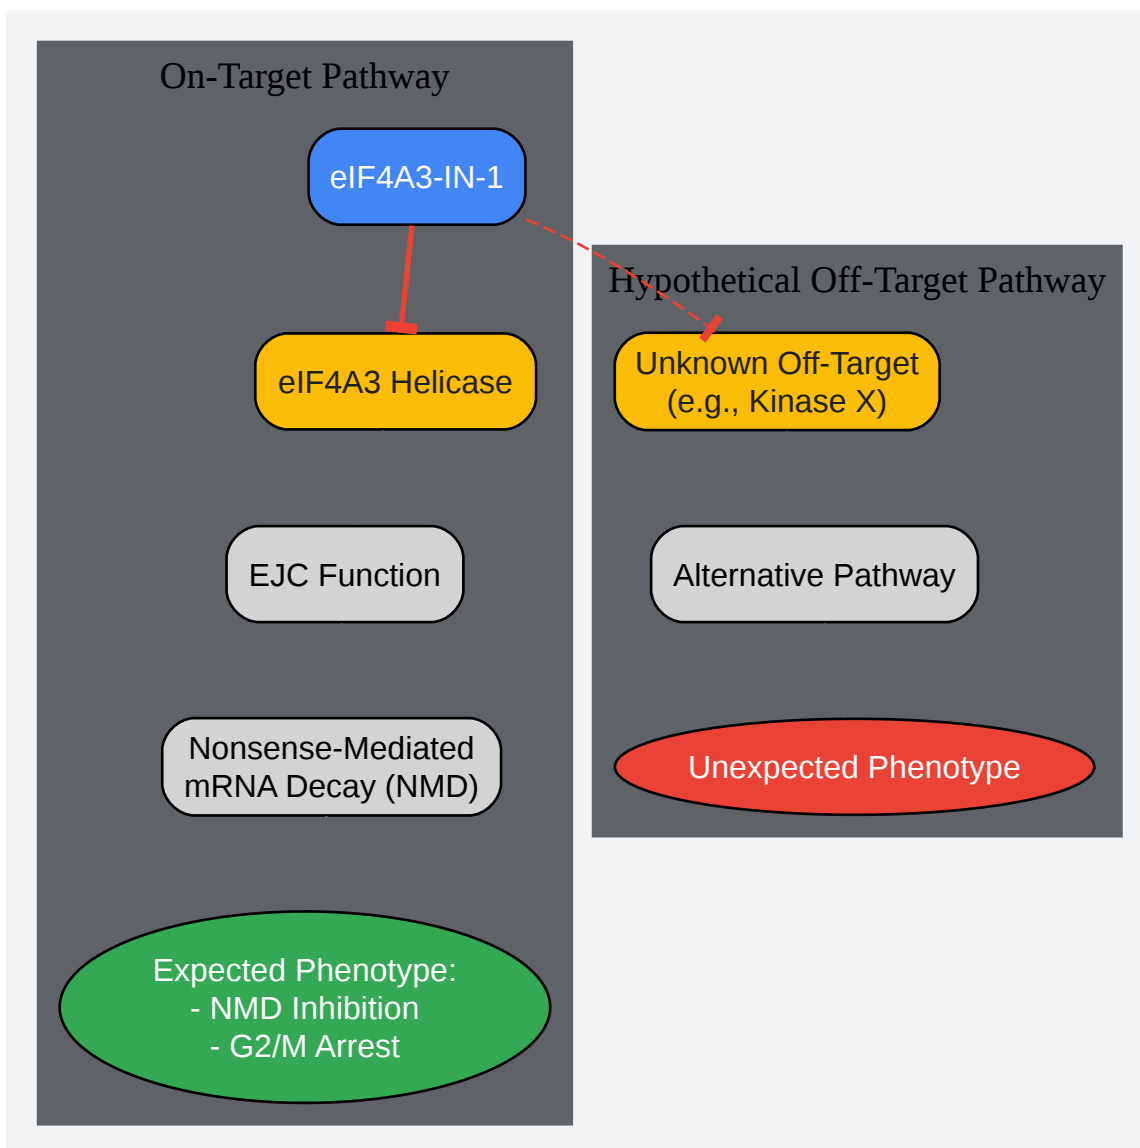 On-Target Pathway
eIF4A3-IN-1
eIF4A3 Helicase
EJC Function
Nonsense-Mediated
mRNA Decay (NMD)
Expected Phenotype:
- NMD Inhibition
- G2/M Arrest
Hypothetical Off-Target Pathway
Unknown Off-Target
(e.g., Kinase X)
Alternative Pathway
Unexpected Phenotype